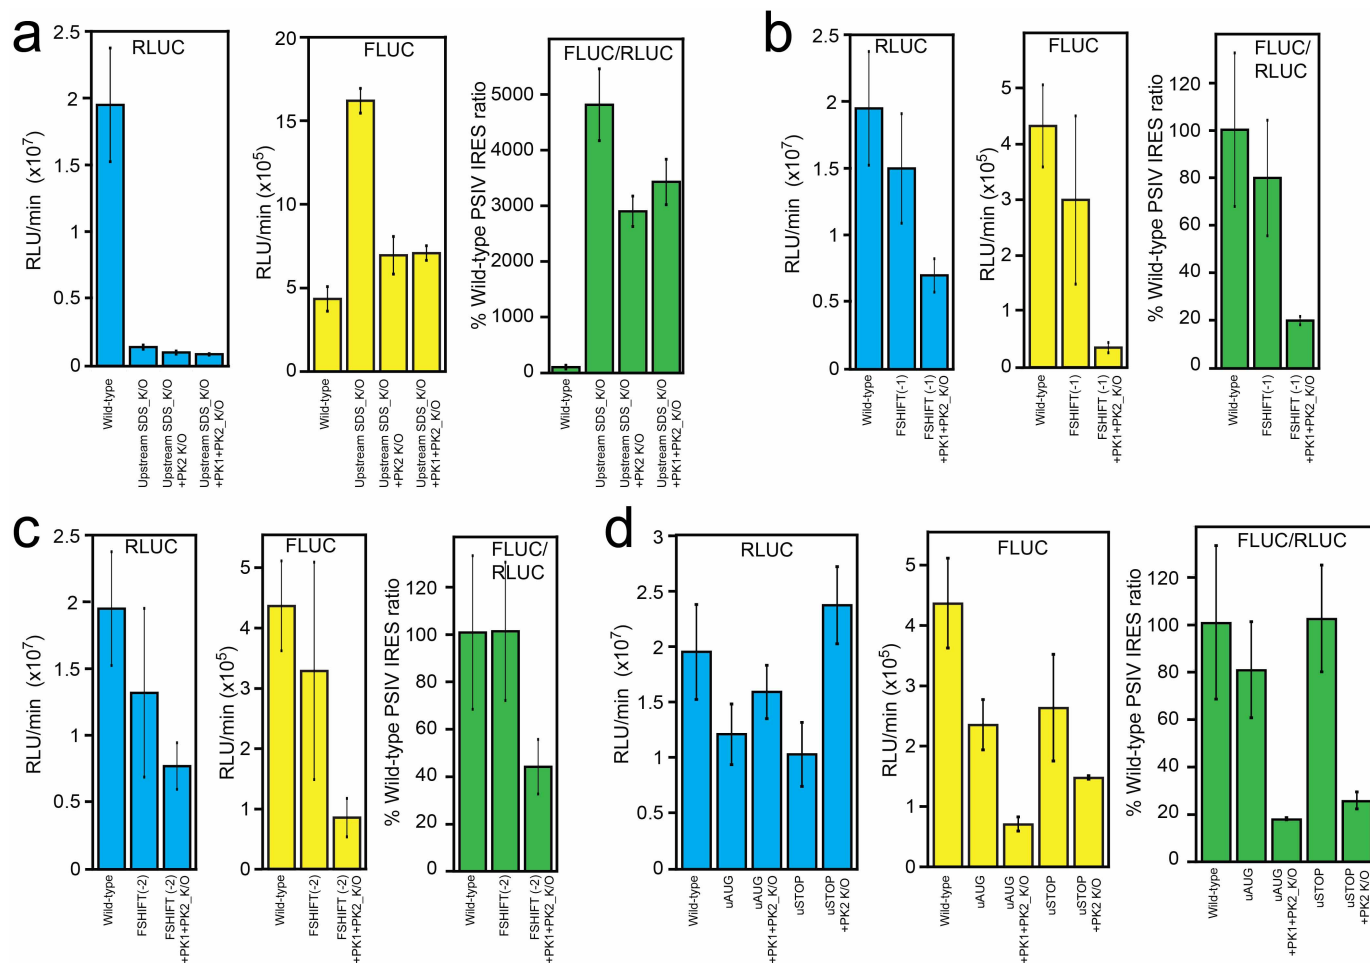 a
RLUC
RLU/min (x10⁷)
2.5
2
1.5
1
0.5
0
Wild-type
Upstream SDS_K/O
Upstream SDS_K/O
+PK2 K/O
Upstream SDS_K/O
+PK1+PK2_K/O
FLUC
RLU/min (x10⁵)
20
15
5
0
Wild-type
Upstream SDS_K/O
Upstream SDS_K/O
+PK2 K/O
Upstream SDS_K/O
+PK1+PK2_K/O
FLUC/RLUC
% Wild-type PSIV IRES ratio
5000
4000
3000
2000
1000
0
Wild-type
Upstream SDS_K/O
Upstream SDS_K/O
+PK2 K/O
Upstream SDS_K/O
+PK1+PK2_K/O
b
RLUC
RLU/min (x10⁷)
2.5
2
1.5
1
0.5
0
Wild-type
FSHIFT(-1)
FSHIFT (-1)
+PK1+PK2_K/O
FLUC
RLU/min (x10⁵)
5
4
3
1
0
Wild-type
FSHIFT(-1)
FSHIFT (-1)
+PK1+PK2_K/O
FLUC/
RLUC
% Wild-type PSIV IRES ratio
120
100
80
60
40
20
0
Wild-type
FSHIFT(-1)
FSHIFT (-1)
+PK1+PK2_K/O
c
RLUC
RLU/min (x10⁷)
2.5
2
1.5
1
0.5
0
Wild-type
FSHIFT(-2)
FSHIFT (-2)
+PK1+PK2_K/O
FLUC
RLU/min (x10⁵)
5
4
3
2
1
0
Wild-type
FSHIFT(-2)
FSHIFT (-2)
+PK1+PK2_K/O
FLUC/
RLUC
% Wild-type PSIV IRES ratio
120
100
80
60
40
20
0
Wild-type
FSHIFT(-2)
FSHIFT (-2)
+PK1+PK2_K/O
d
RLUC
RLU/min (x10⁷)
3
2.5
2
1.5
1
0.5
0
Wild-type
uAUG
uAUG
+PK1+PK2_K/O
uSTOP
uSTOP
+PK2 K/O
FLUC
RLU/min (x10⁵)
5
4
3
2
1
0
Wild-type
uAUG
uAUG
+PK1+PK2_K/O
uSTOP
uSTOP
+PK2 K/O
FLUC/RLUC
% Wild-type PSIV IRES ratio
120
100
80
60
40
20
0
Wild-type
uAUG
uAUG
+PK1+PK2_K/O
uSTOP
uSTOP
+PK2 K/O